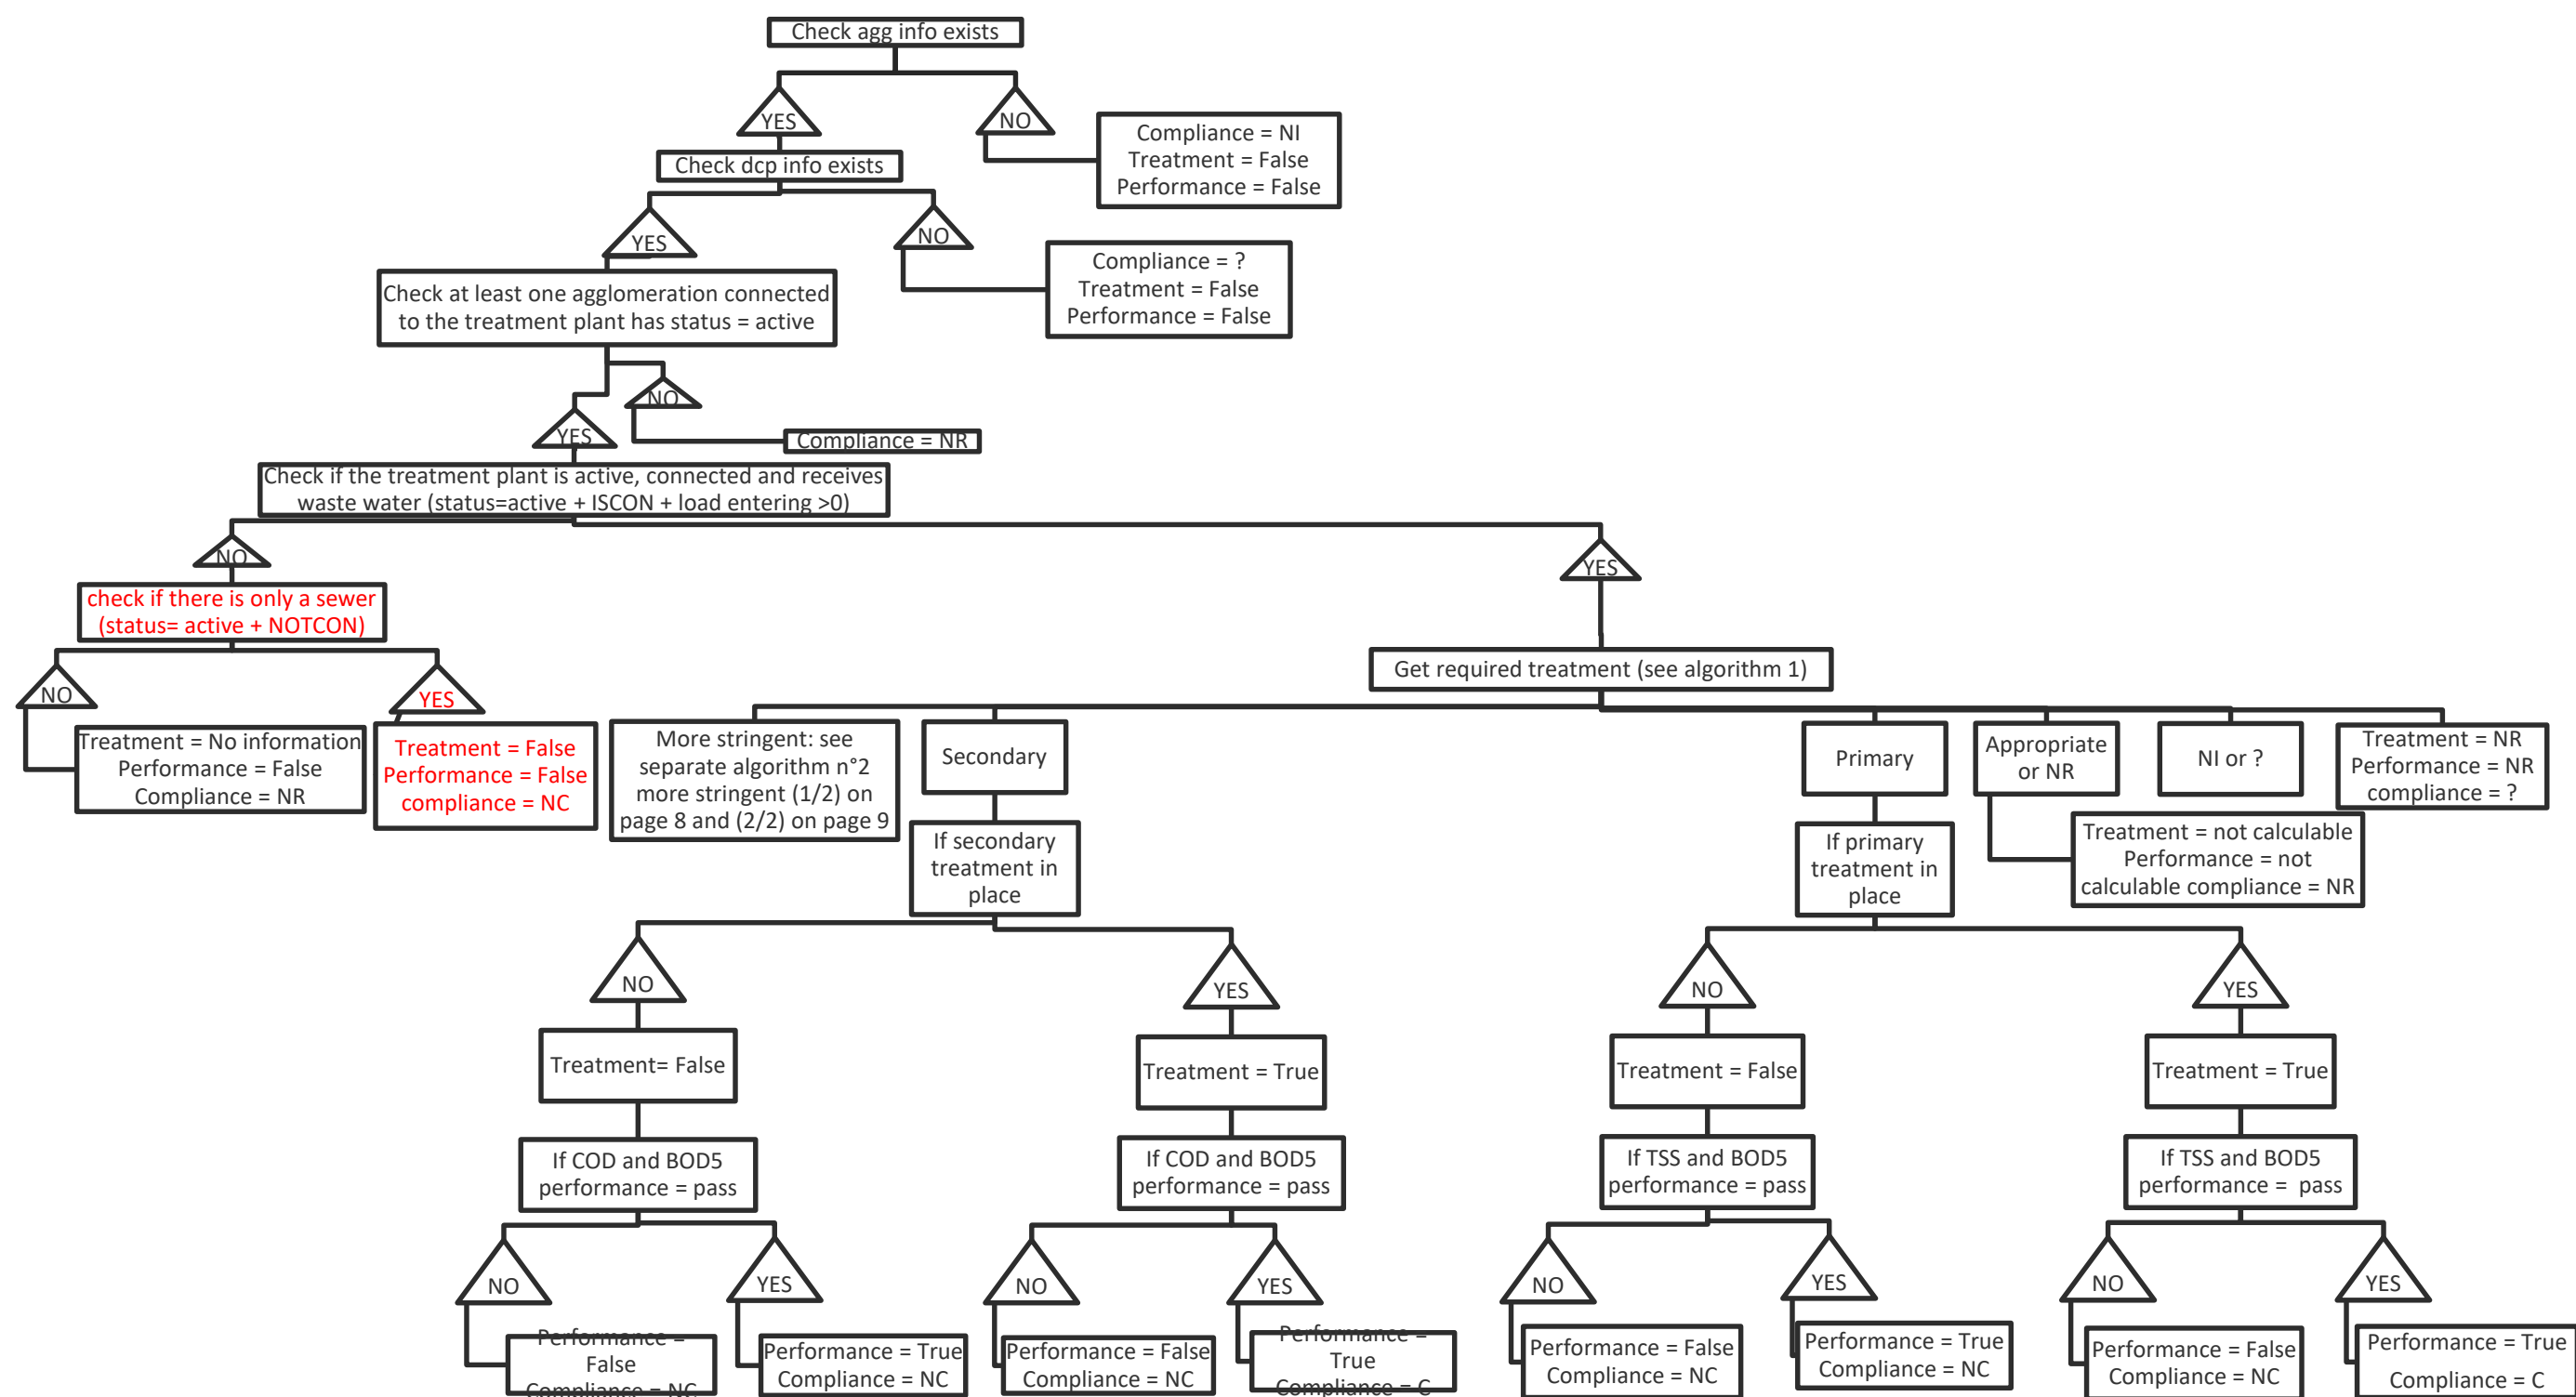 Check agg info exists
YES
NO
Compliance = NI
Treatment = False
Performance = False
Check dcp info exists
YES
NO
Compliance = ?
Treatment = False
Performance = False
Check at least one agglomeration connected
to the treatment plant has status = active
NO
YES
Compliance = NR
Check if the treatment plant is active, connected and receives
waste water (status=active + ISCON + load entering >0)
NO
YES
check if there is only a sewer
(status= active + NOTCON)
NO
YES
Treatment = No information
Performance = False
Compliance = NR
Treatment = False
Performance = False
compliance = NC
Get required treatment (see algorithm 1)
More stringent: see
separate algorithm n°2
more stringent (1/2) on
page 8 and (2/2) on page 9
Secondary
Primary
Appropriate
or NR
NI or ?
Treatment = NR
Performance = NR
compliance = ?
If secondary
treatment in
place
If primary
treatment in
place
Treatment = not calculable
Performance = not
calculable compliance = NR
NO
YES
NO
YES
Treatment= False
Treatment = True
Treatment = False
Treatment = True
If COD and BOD5
performance = pass
If COD and BOD5
performance = pass
If TSS and BOD5
performance = pass
If TSS and BOD5
performance =  pass
NO
YES
NO
YES
NO
YES
NO
YES
Performance =
False
Compliance = NC
Performance = True
Compliance = NC
Performance = False
Compliance = NC
Performance =
True
Compliance = C
Performance = False
Compliance = NC
Performance = True
Compliance = NC
Performance = False
Compliance = NC
Performance = True
Compliance = C